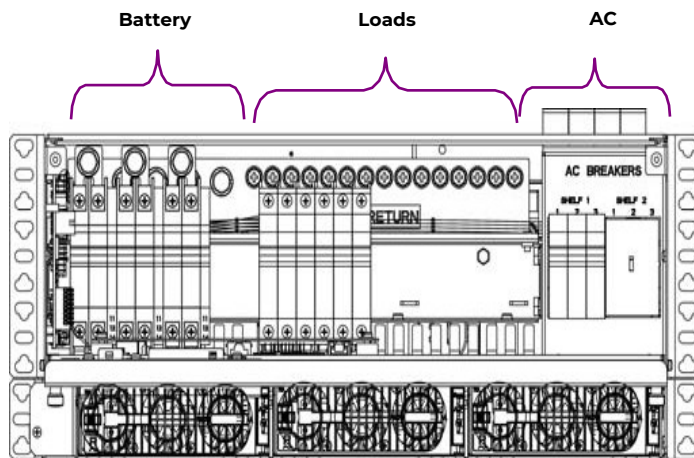 Battery Loads AC
AC BREAKERS
SHELF 1 SHELF 2
1 2 3 1 2 3
RETURN